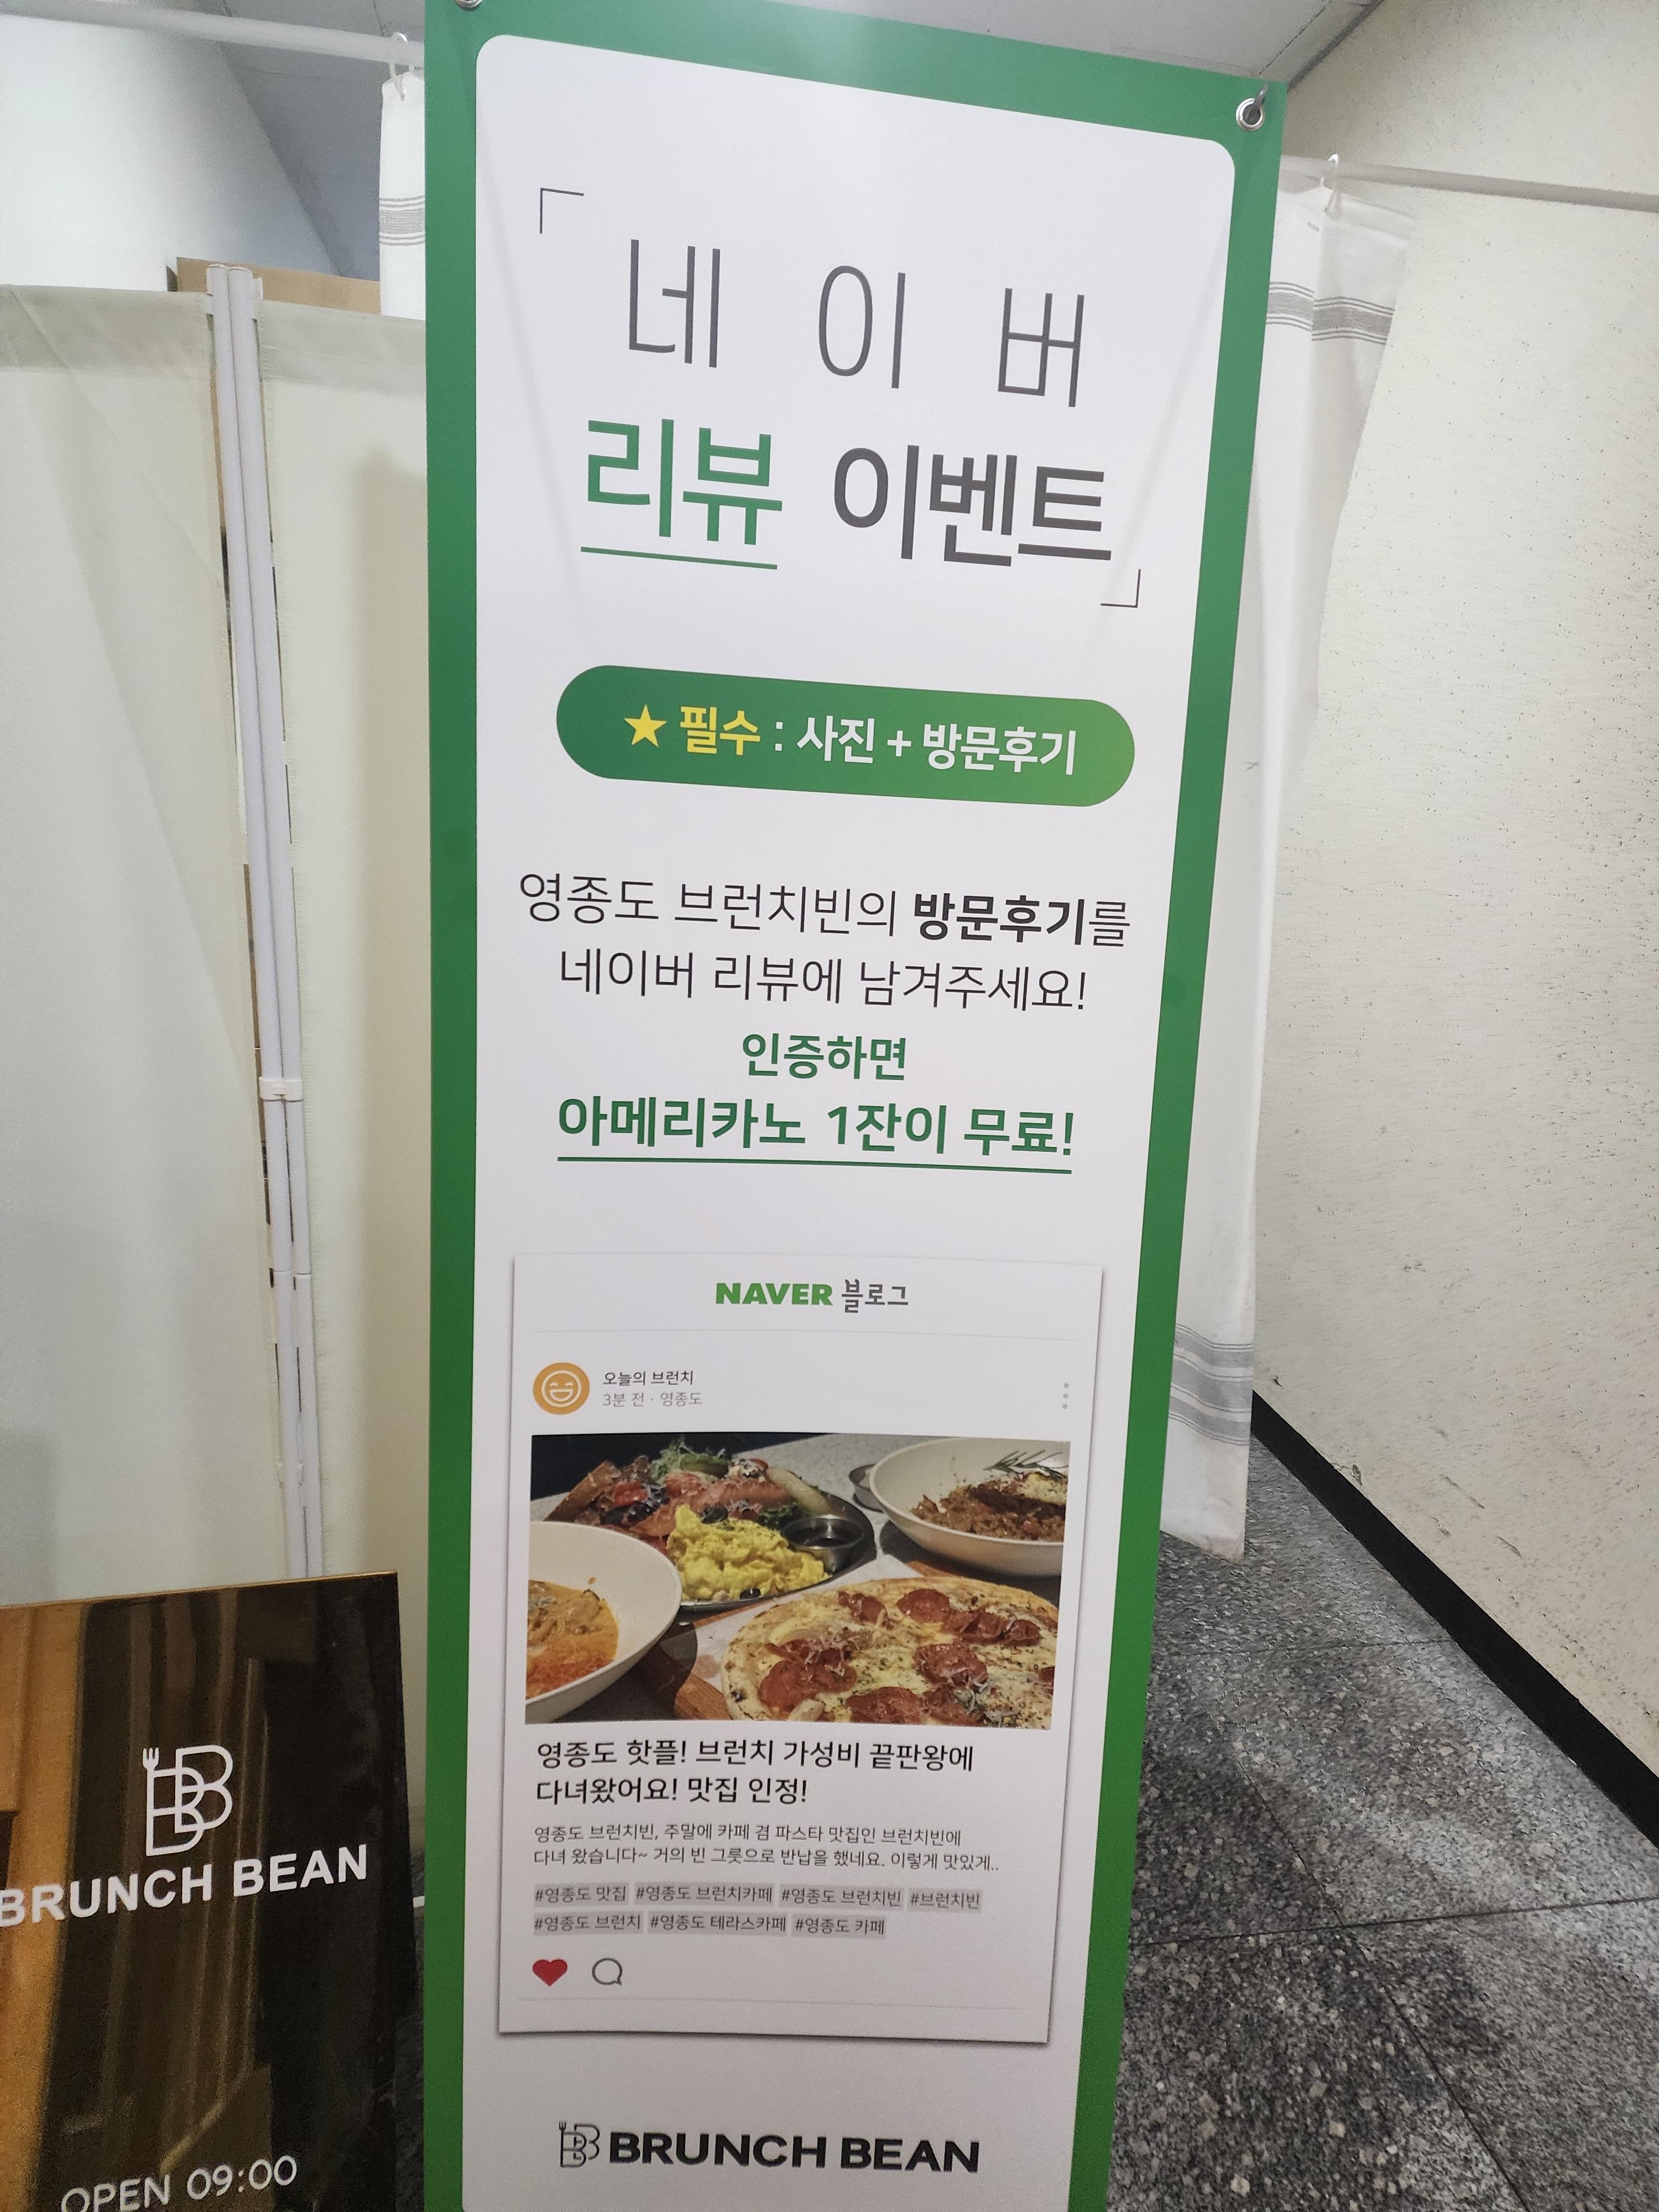 네이버
리뷰 이벤트
★ 필수 : 사진 + 방문후기
영종도 브런치빈의 방문후기를
네이버 리뷰에 남겨주세요!
인증하면
아메리카노 1잔이 무료!
NAVER 블로그
오늘의 브런치
3분 전 · 영종도
영종도 핫플! 브런치 가성비 끝판왕에
다녀왔어요! 맛집 인정!
영종도 브런치빈, 주말에 카페 겸 파스타 맛집인 브런치빈에
다녀 왔습니다~ 거의 빈 그릇으로 반납을 했네요. 이렇게 맛있게..
#영종도 맛집 #영종도 브런치카페 #영종도 브런치빈 #브런치빈
#영종도 브런치 #영종도 테라스카페 #영종도 카페
BRUNCH BEAN
BRUNCH BEAN
OPEN 09:00